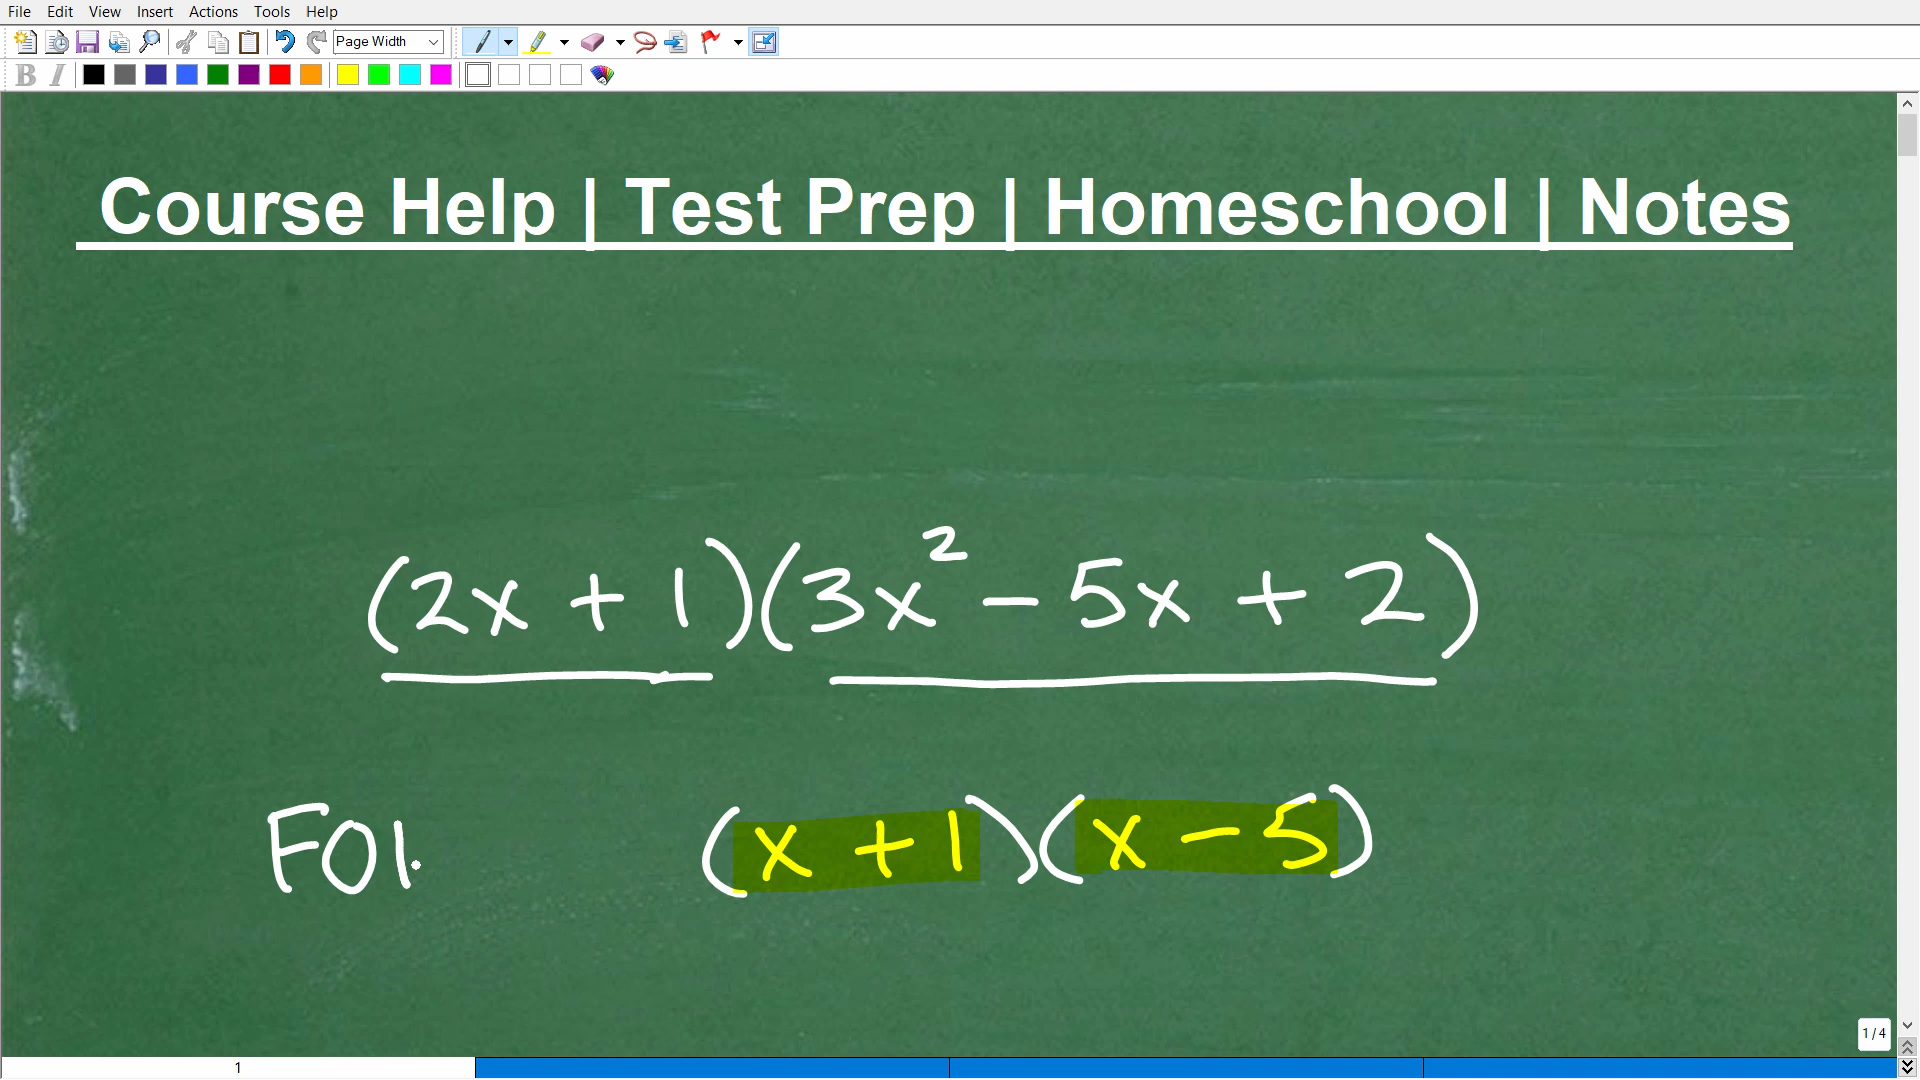 File Edit View Insert Actions Tools Help
Page Width
B I
Course Help | Test Prep | Homeschool | Notes
(2x + 1)(3x² - 5x + 2)
FOI (x + 1)(x - 5)
1 / 4
1